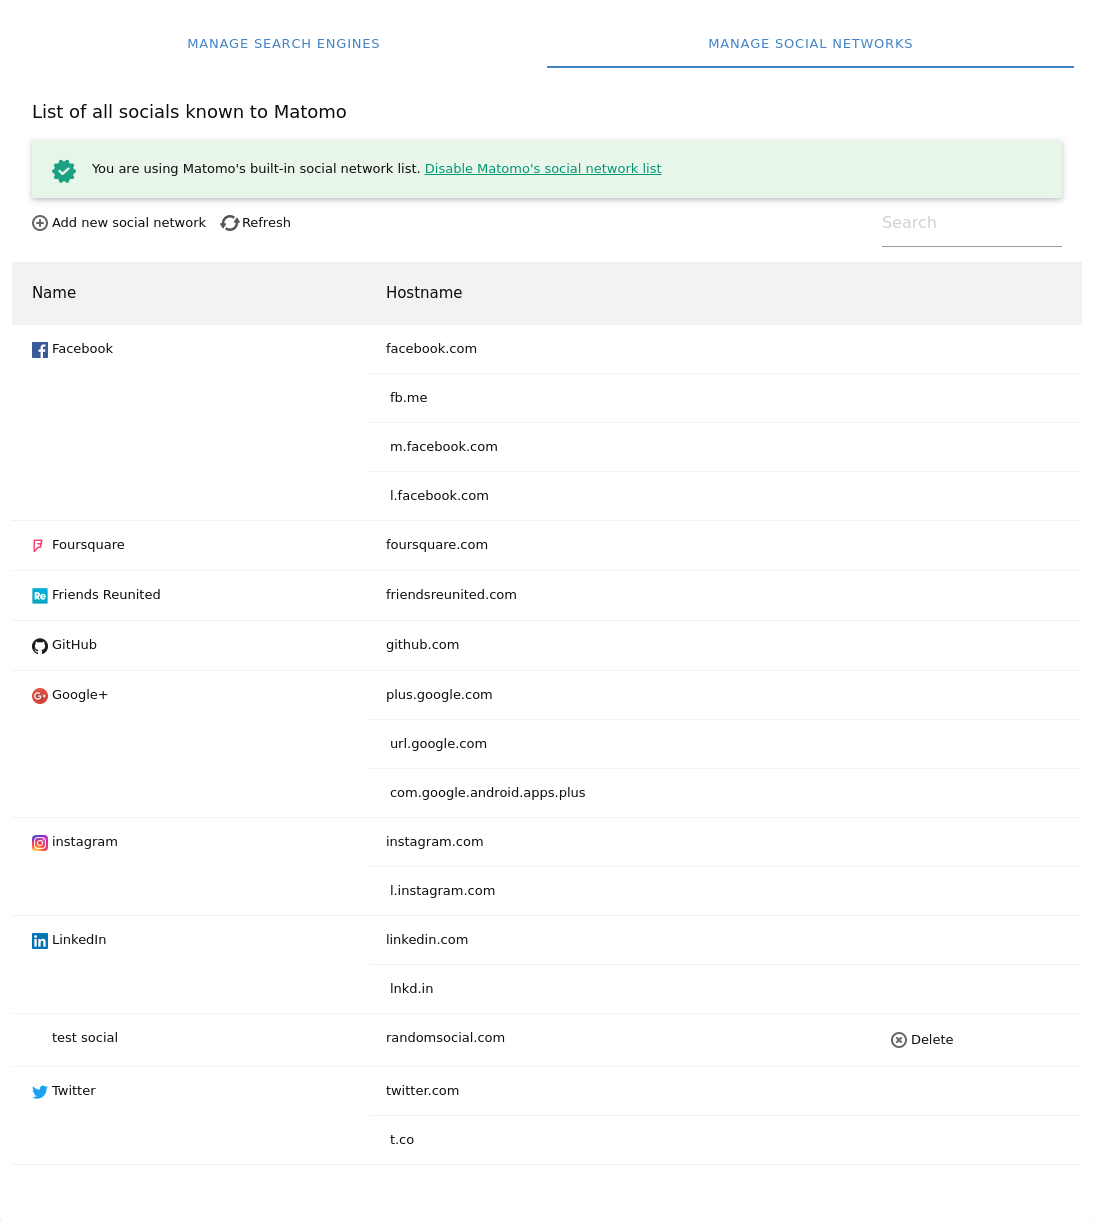 MANAGE SEARCH ENGINES MANAGE SOCIAL NETWORKS
List of all socials known to Matomo
You are using Matomo's built-in social network list. Disable Matomo's social network list
Add new social network Refresh Search
Name Hostname
Facebook facebook.com
fb.me
m.facebook.com
l.facebook.com
Foursquare foursquare.com
Friends Reunited friendsreunited.com
GitHub github.com
Google+ plus.google.com
url.google.com
com.google.android.apps.plus
instagram instagram.com
l.instagram.com
LinkedIn linkedin.com
lnkd.in
test social randomsocial.com Delete
Twitter twitter.com
t.co